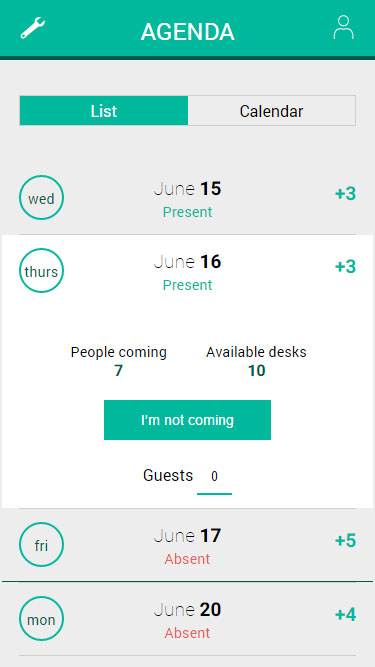 AGENDA
List Calendar
wed June 15 +3
Present
thurs June 16 +3
Present
People coming Available desks
7 10
I'm not coming
Guests 0
fri June 17 +5
Absent
mon June 20 +4
Absent